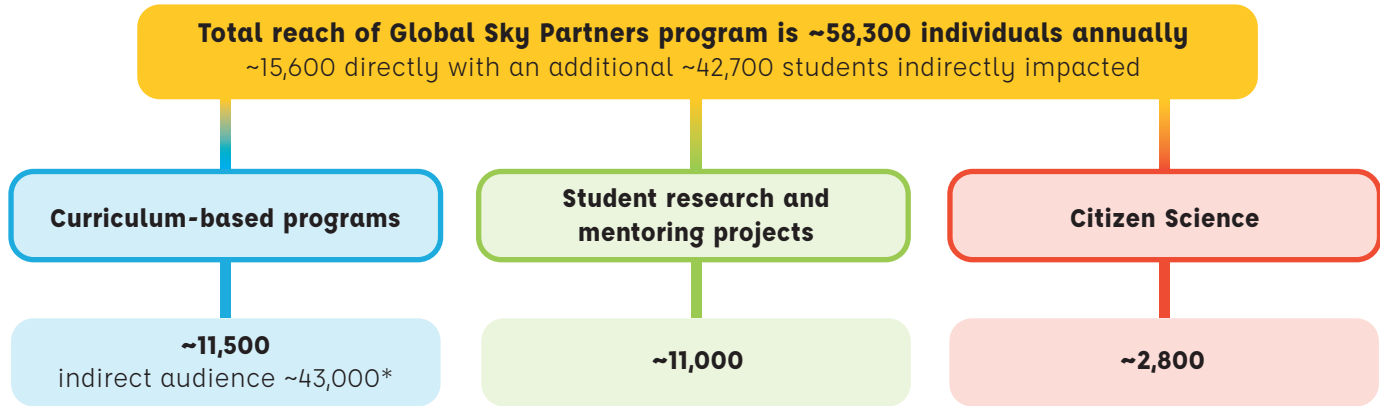 Total reach of Global Sky Partners program is ~58,300 individuals annually
~15,600 directly with an additional ~42,700 students indirectly impacted
Curriculum-based programs
Student research and
mentoring projects
Citizen Science
~11,500
indirect audience ~43,000*
~11,000
~2,800